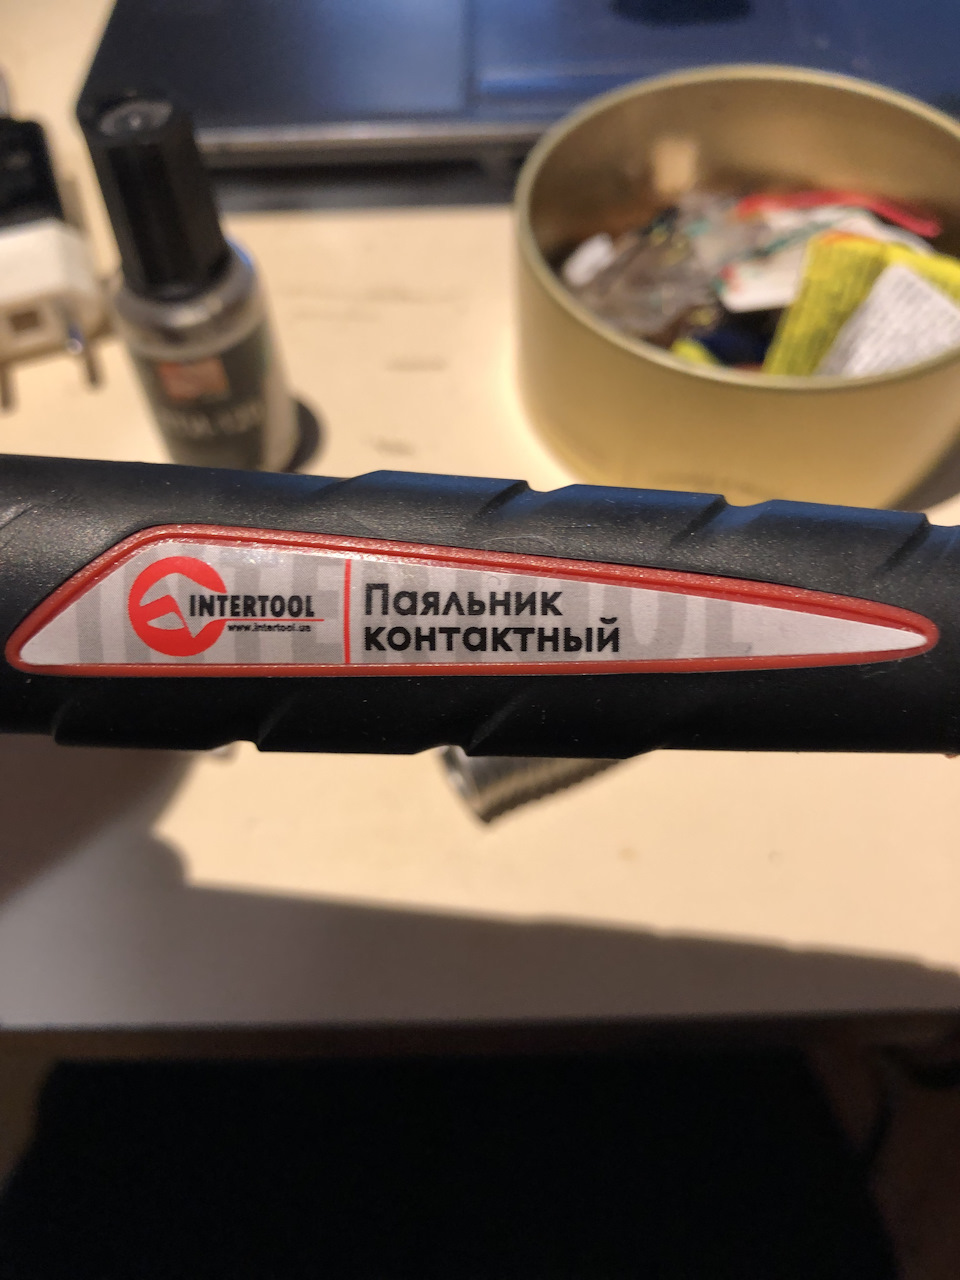 INTERTOOL
www.intertool.ua
Паяльник
контактный